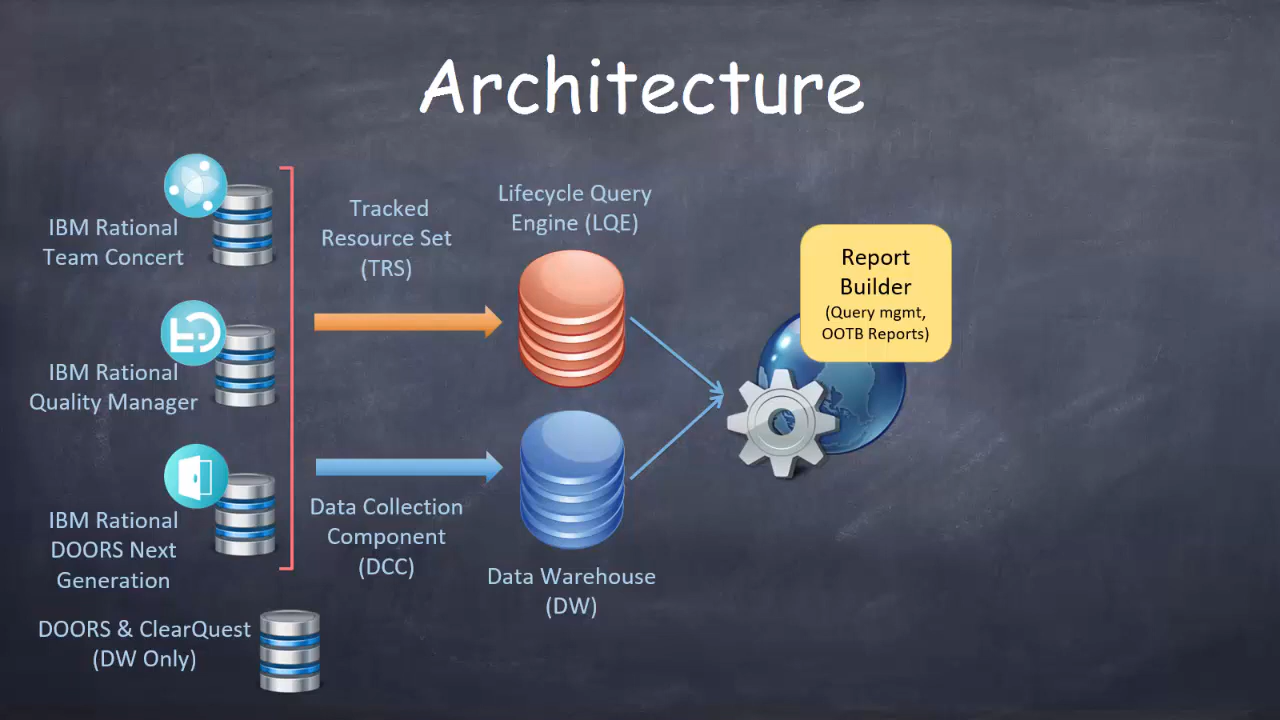 Architecture
IBM Rational
Team Concert
IBM Rational
Quality Manager
IBM Rational
DOORS Next
Generation
DOORS & ClearQuest
(DW Only)
Tracked
Resource Set
(TRS)
Data Collection
Component
(DCC)
Lifecycle Query
Engine (LQE)
Data Warehouse
(DW)
Report
Builder
(Query mgmt,
OOTB Reports)